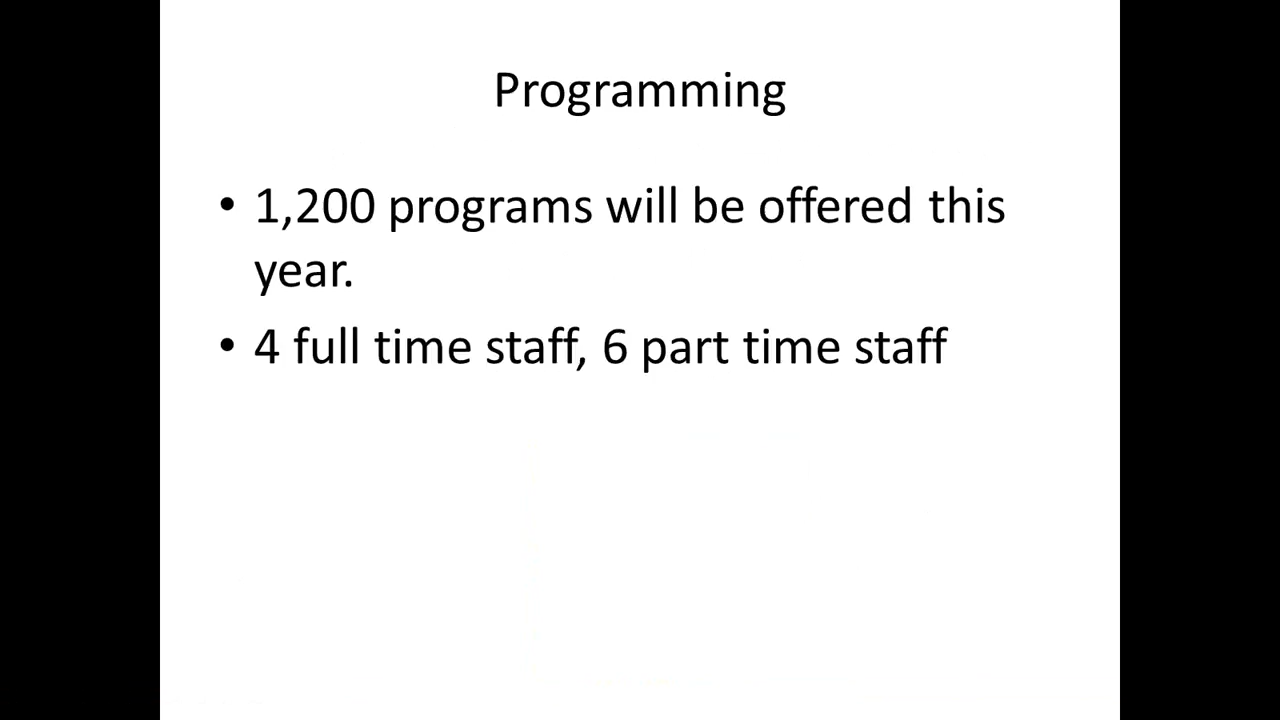 Programming
• 1,200 programs will be offered this
year.
• 4 full time staff, 6 part time staff